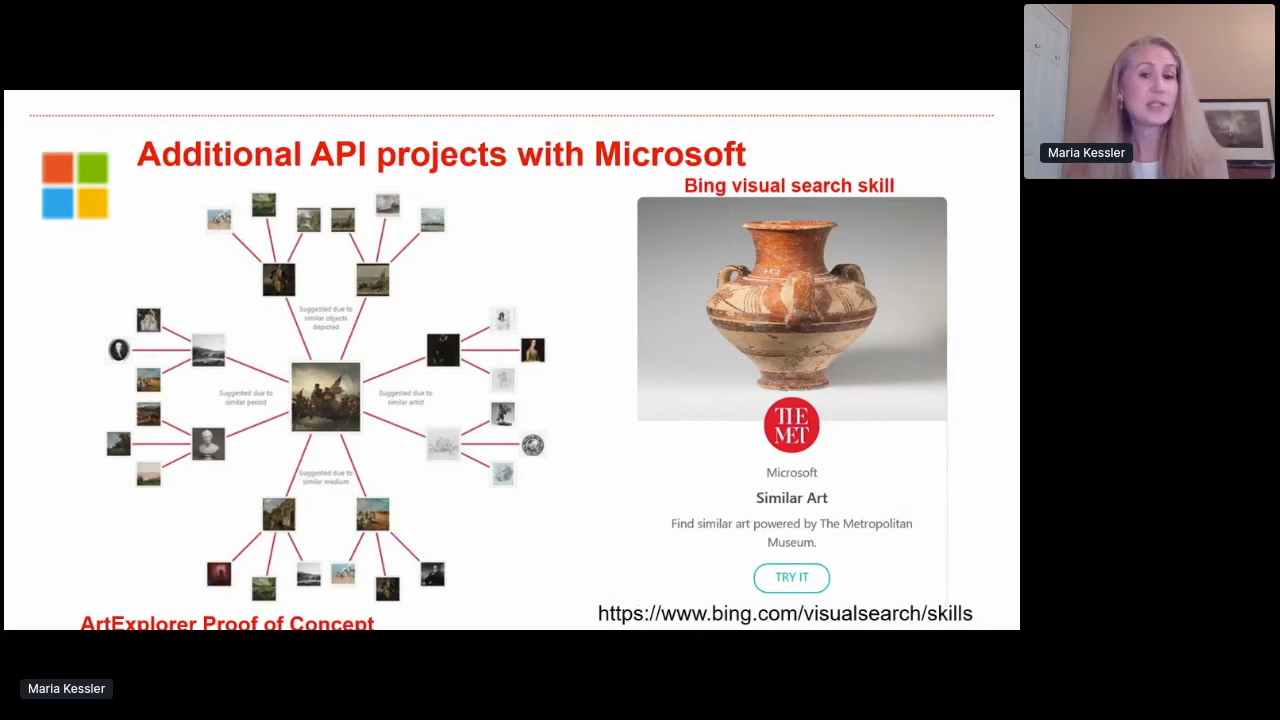 Additional API projects with Microsoft
Bing visual search skill
Suggested due to
similar objects
depicted
Suggested due to
similar period
Suggested due to
similar artist
Suggested due to
similar medium
ArtExplorer Proof of Concept
THE
MET
Microsoft
Similar Art
Find similar art powered by The Metropolitan
Museum.
TRY IT
https://www.bing.com/visualsearch/skills
Maria Kessler
Maria Kessler